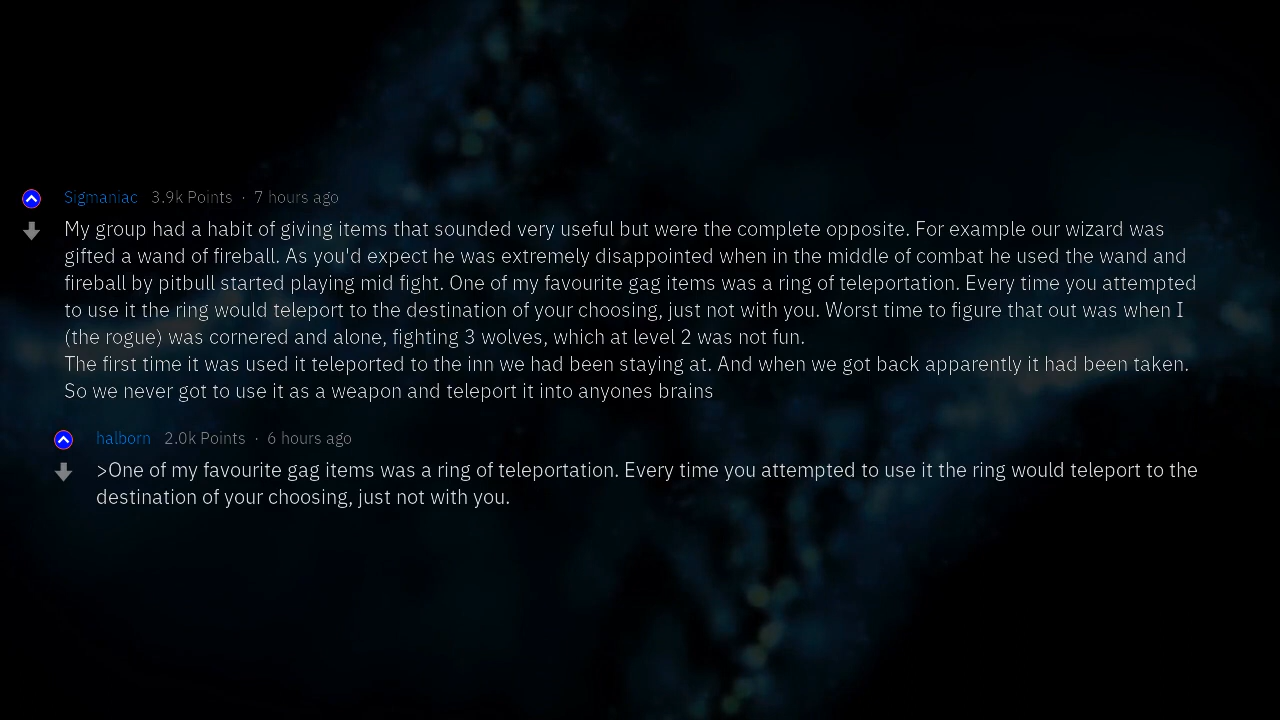 Sigmaniac 3.9k Points · 7 hours ago
My group had a habit of giving items that sounded very useful but were the complete opposite. For example our wizard was
gifted a wand of fireball. As you'd expect he was extremely disappointed when in the middle of combat he used the wand and
fireball by pitbull started playing mid fight. One of my favourite gag items was a ring of teleportation. Every time you attempted
to use it the ring would teleport to the destination of your choosing, just not with you. Worst time to figure that out was when I
(the rogue) was cornered and alone, fighting 3 wolves, which at level 2 was not fun.
The first time it was used it teleported to the inn we had been staying at. And when we got back apparently it had been taken.
So we never got to use it as a weapon and teleport it into anyones brains
halborn 2.0k Points · 6 hours ago
>One of my favourite gag items was a ring of teleportation. Every time you attempted to use it the ring would teleport to the
destination of your choosing, just not with you.